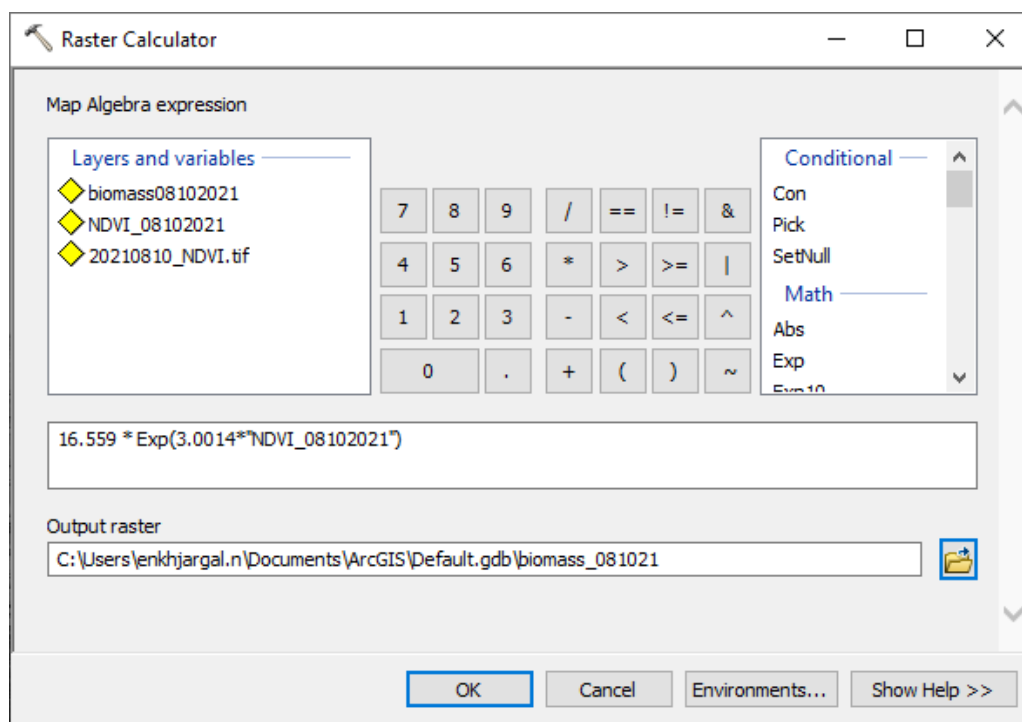 Raster Calculator
Map Algebra expression
Layers and variables
biomass08102021
NDVI_08102021
20210810_NDVI.tif
7 8 9 / == != &
4 5 6 * > >= |
1 2 3 - < <= ^
0 . + ( ) ~
Conditional
Con
Pick
SetNull
Math
Abs
Exp
Exp10
16.559 * Exp(3.0014*"NDVI_08102021")
Output raster
C:\Users\enkhjargal.n\Documents\ArcGIS\Default.gdb\biomass_081021
OK Cancel Environments... Show Help >>